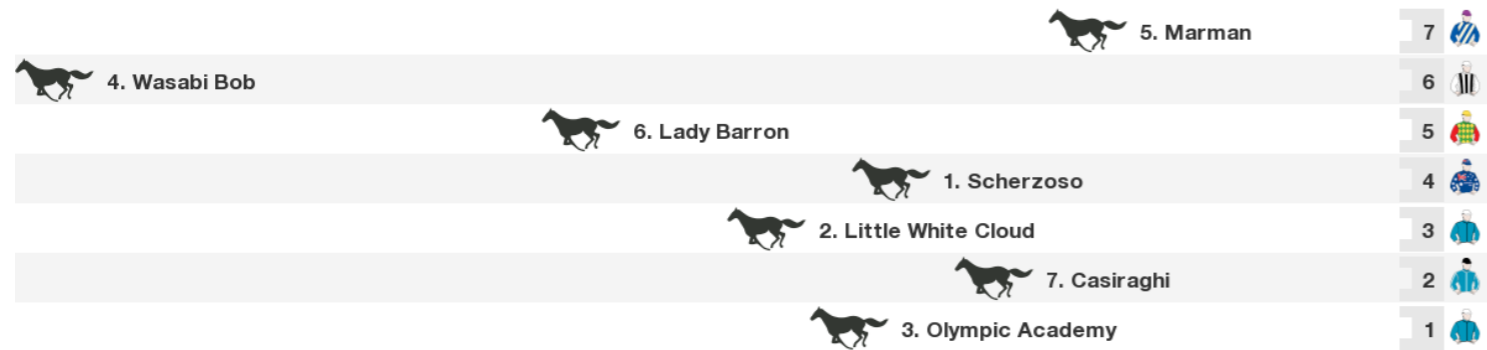 5. Marman 7
4. Wasabi Bob 6
6. Lady Barron 5
1. Scherzoso 4
2. Little White Cloud 3
7. Casiraghi 2
3. Olympic Academy 1